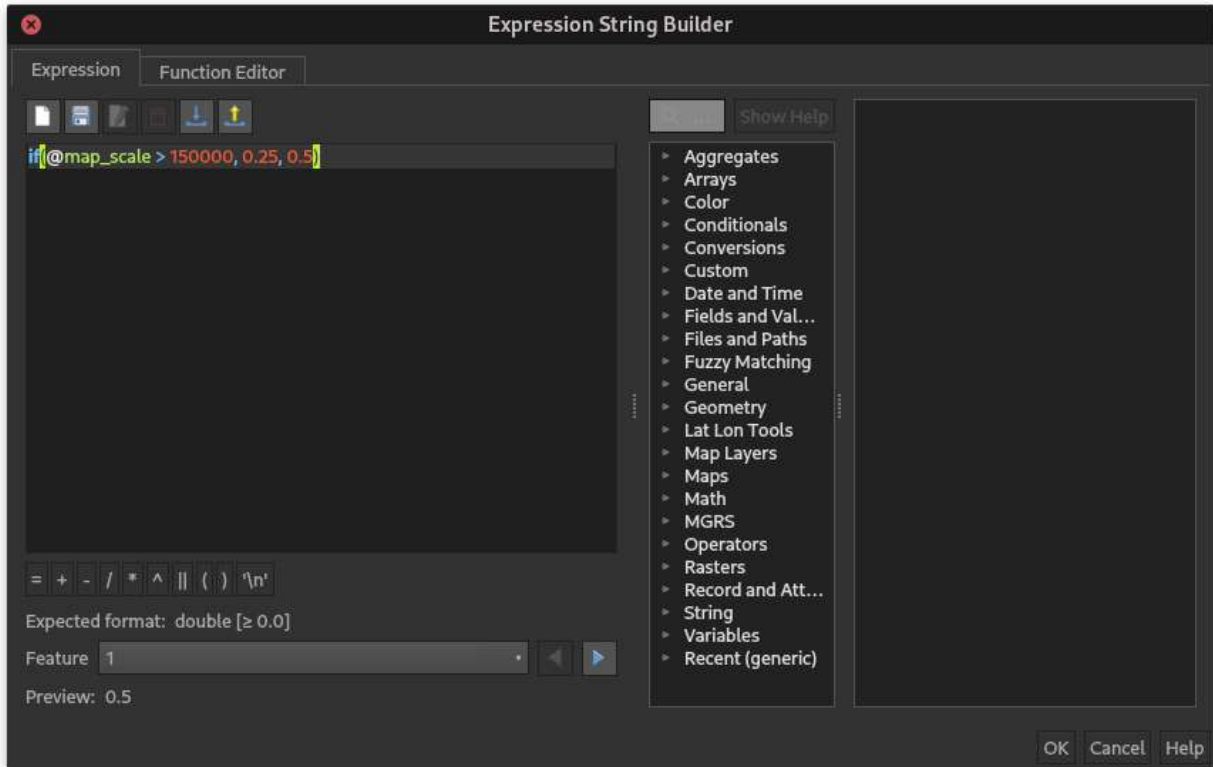 Expression String Builder
Expression
Function Editor
Show Help
if(@map_scale > 150000, 0.25, 0.5)
Aggregates
Arrays
Color
Conditionals
Conversions
Custom
Date and Time
Fields and Val...
Files and Paths
Fuzzy Matching
General
Geometry
Lat Lon Tools
Map Layers
Maps
Math
MGRS
Operators
Rasters
Record and Att...
String
Variables
Recent (generic)
= + - / * ^ || ( ) '\n'
Expected format: double [≥ 0.0]
Feature 1
Preview: 0.5
OK Cancel Help